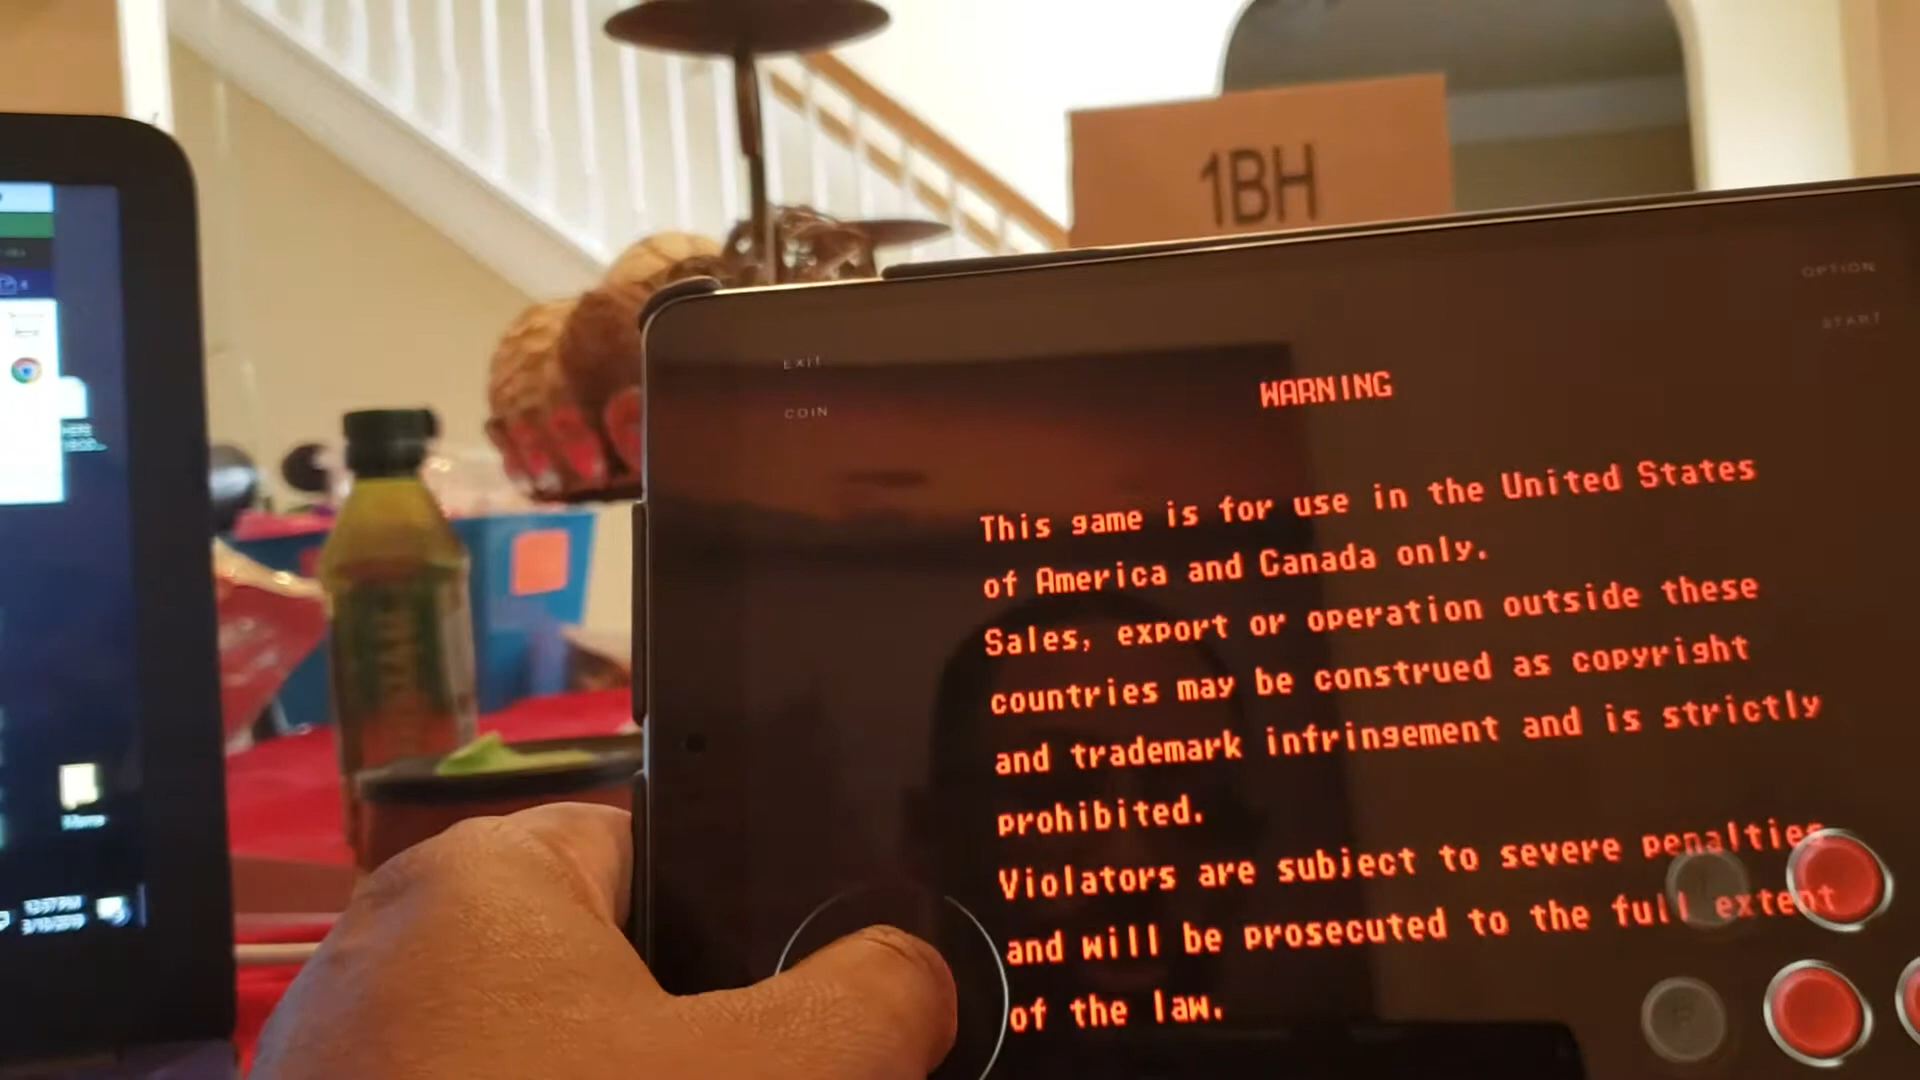 1BH
OPTION
START
EXIT
COIN
WARNING
This game is for use in the United States
of America and Canada only.
Sales, export or operation outside these
countries may be construed as copyright
and trademark infringement and is strictly
prohibited.
Violators are subject to severe penalties
and will be prosecuted to the full extent
of the law.